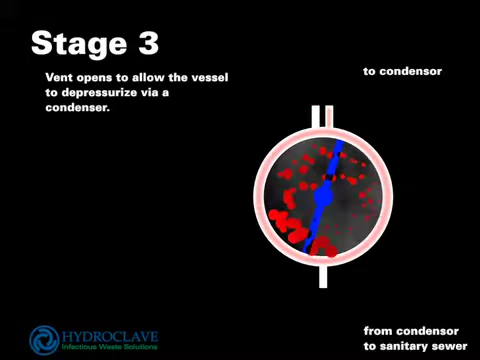 Stage 3
Vent opens to allow the vessel
to depressurize via a
condenser.
to condensor
from condensor
to sanitary sewer
HYDROCLAVE
Infectious Waste Solutions